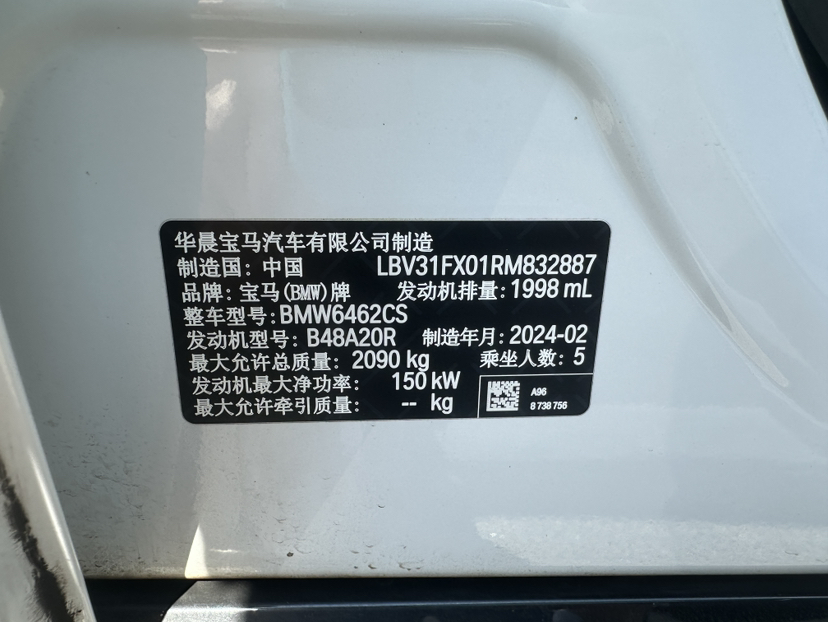 华晨宝马汽车有限公司制造
制造国: 中国 LBV31FX01RM832887
品牌: 宝马(BMW)牌 发动机排量: 1998 mL
整车型号: BMW6462CS
发动机型号: B48A20R 制造年月: 2024-02
最大允许总质量: 2090 kg 乘坐人数: 5
发动机最大净功率: 150 kW
最大允许牵引质量: -- kg
A96
8 738 756